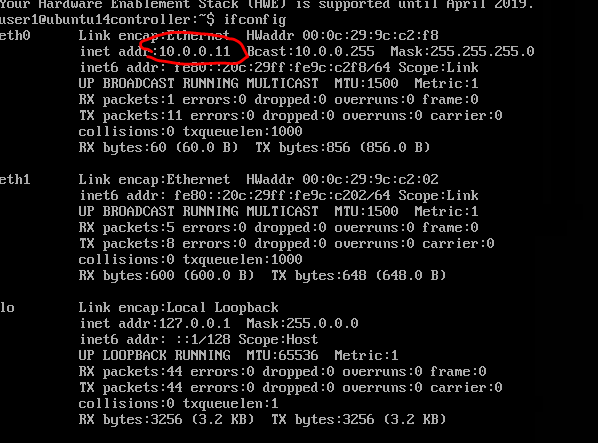 Your Hardware Enablement Stack (HWE) is supported until April 2019.
user1@ubuntu14controller:~$ ifconfig
eth0 Link encap:Ethernet HWaddr 00:0c:29:9c:c2:f8
inet addr:10.0.0.11 Bcast:10.0.0.255 Mask:255.255.255.0
inet6 addr: fe80::20c:29ff:fe9c:c2f8/64 Scope:Link
UP BROADCAST RUNNING MULTICAST MTU:1500 Metric:1
RX packets:1 errors:0 dropped:0 overruns:0 frame:0
TX packets:11 errors:0 dropped:0 overruns:0 carrier:0
collisions:0 txqueuelen:1000
RX bytes:60 (60.0 B) TX bytes:856 (856.0 B)
eth1 Link encap:Ethernet HWaddr 00:0c:29:9c:c2:02
inet6 addr: fe80::20c:29ff:fe9c:c202/64 Scope:Link
UP BROADCAST RUNNING MULTICAST MTU:1500 Metric:1
RX packets:5 errors:0 dropped:0 overruns:0 frame:0
TX packets:8 errors:0 dropped:0 overruns:0 carrier:0
collisions:0 txqueuelen:1000
RX bytes:600 (600.0 B) TX bytes:648 (648.0 B)
lo Link encap:Local Loopback
inet addr:127.0.0.1 Mask:255.0.0.0
inet6 addr: ::1/128 Scope:Host
UP LOOPBACK RUNNING MTU:65536 Metric:1
RX packets:44 errors:0 dropped:0 overruns:0 frame:0
TX packets:44 errors:0 dropped:0 overruns:0 carrier:0
collisions:0 txqueuelen:1
RX bytes:3256 (3.2 KB) TX bytes:3256 (3.2 KB)